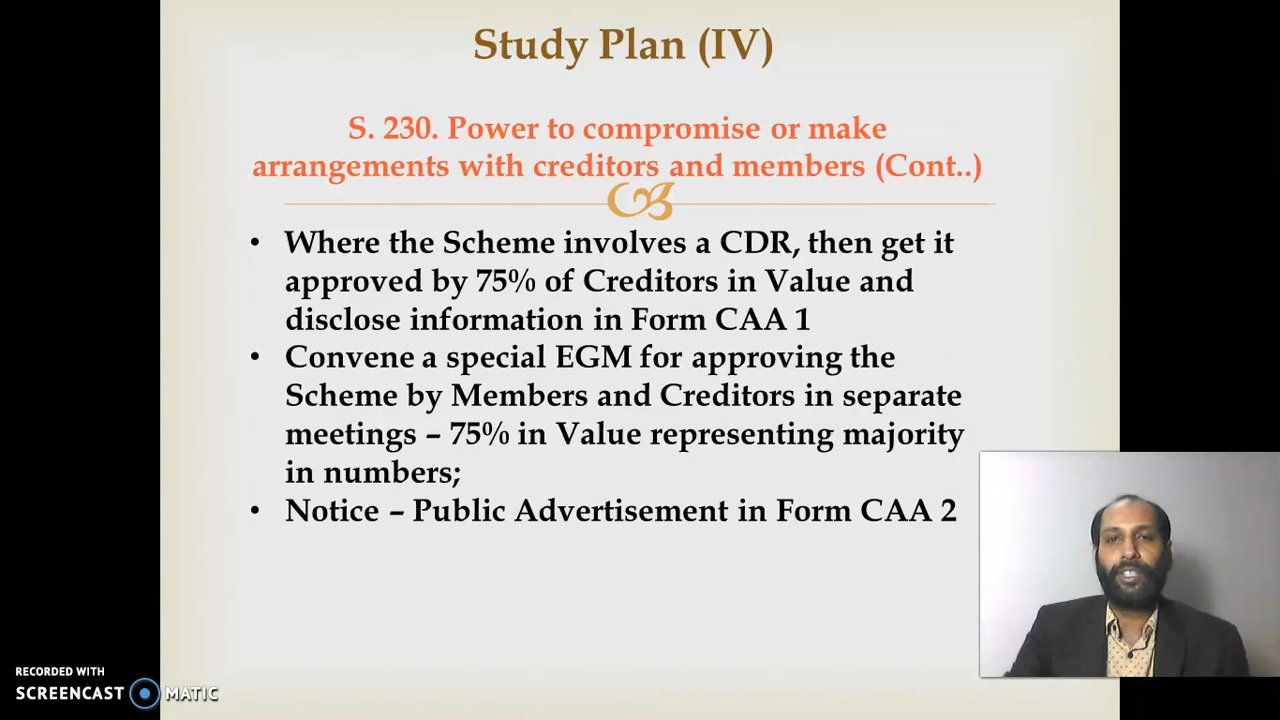 Study Plan (IV)
S. 230. Power to compromise or make
arrangements with creditors and members (Cont..)
• Where the Scheme involves a CDR, then get it
approved by 75% of Creditors in Value and
disclose information in Form CAA 1
• Convene a special EGM for approving the
Scheme by Members and Creditors in separate
meetings – 75% in Value representing majority
in numbers;
• Notice – Public Advertisement in Form CAA 2
RECORDED WITH
SCREENCAST MATIC